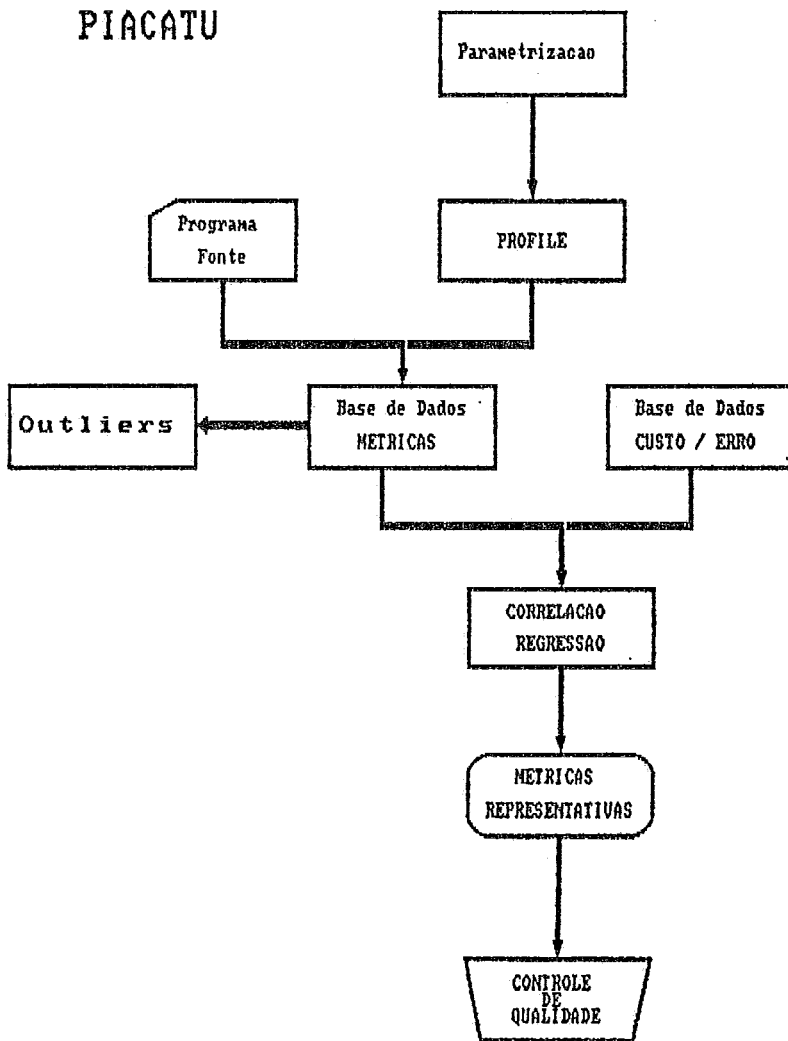 PIACATU
Parametrizacao
Programa
Fonte
PROFILE
Outliers
Base de Dados
METRICAS
Base de Dados
CUSTO / ERRO
CORRELACAO
REGRESSAO
METRICAS
REPRESENTATIVAS
CONTROLE
DE
QUALIDADE